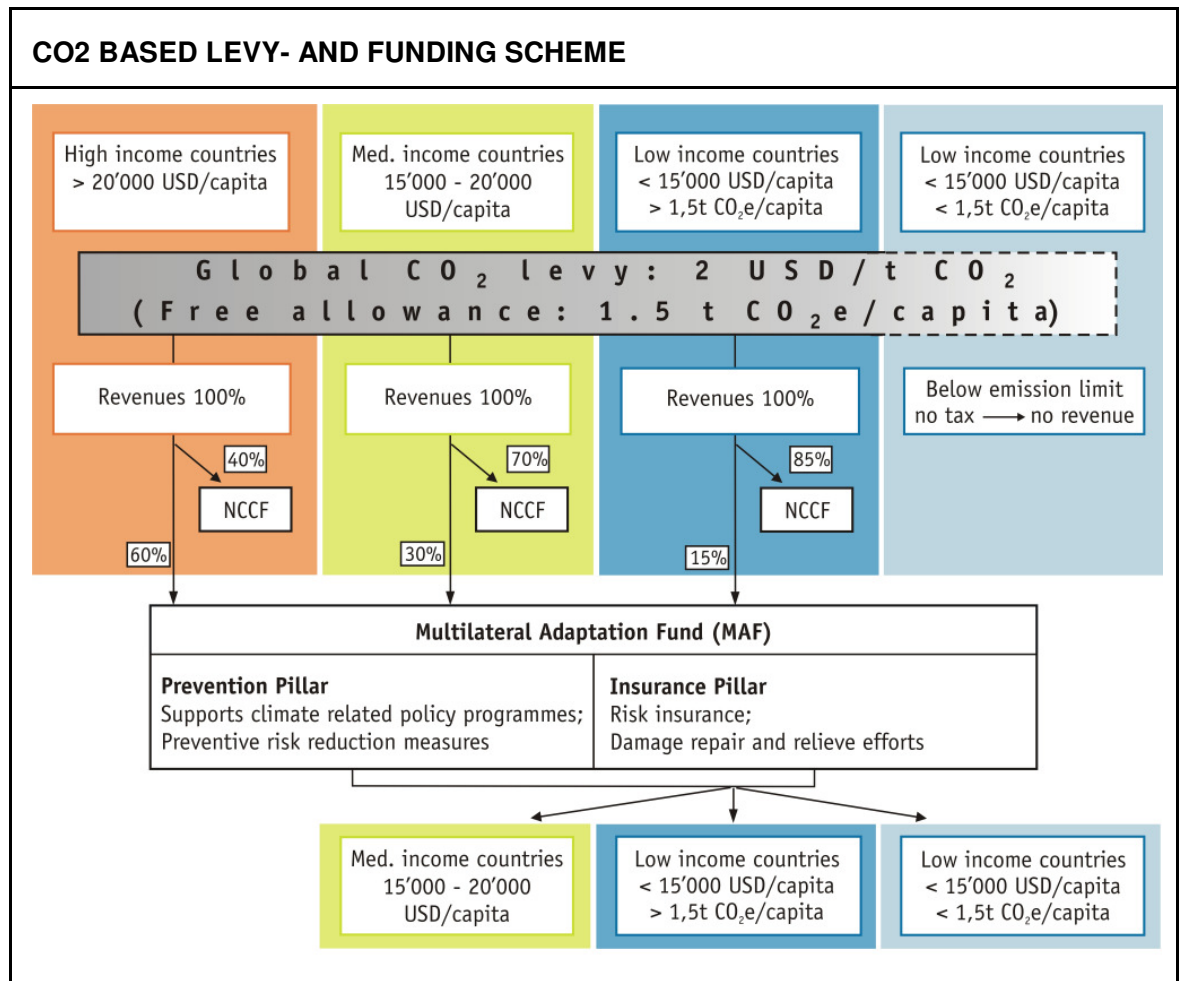 CO2 BASED LEVY- AND FUNDING SCHEME
High income countries
> 20'000 USD/capita
Med. income countries
15'000 - 20'000
USD/capita
Low income countries
< 15'000 USD/capita
> 1,5t CO₂e/capita
Low income countries
< 15'000 USD/capita
< 1,5t CO₂e/capita
Global CO₂ levy: 2 USD/t CO₂
(Free allowance: 1.5 t CO₂e/capita)
Revenues 100%
Revenues 100%
Revenues 100%
Below emission limit
no tax → no revenue
40%
70%
85%
NCCF
NCCF
NCCF
60%
30%
15%
Multilateral Adaptation Fund (MAF)
Prevention Pillar
Supports climate related policy programmes;
Preventive risk reduction measures
Insurance Pillar
Risk insurance;
Damage repair and relieve efforts
Med. income countries
15'000 - 20'000
USD/capita
Low income countries
< 15'000 USD/capita
> 1,5t CO₂e/capita
Low income countries
< 15'000 USD/capita
< 1,5t CO₂e/capita